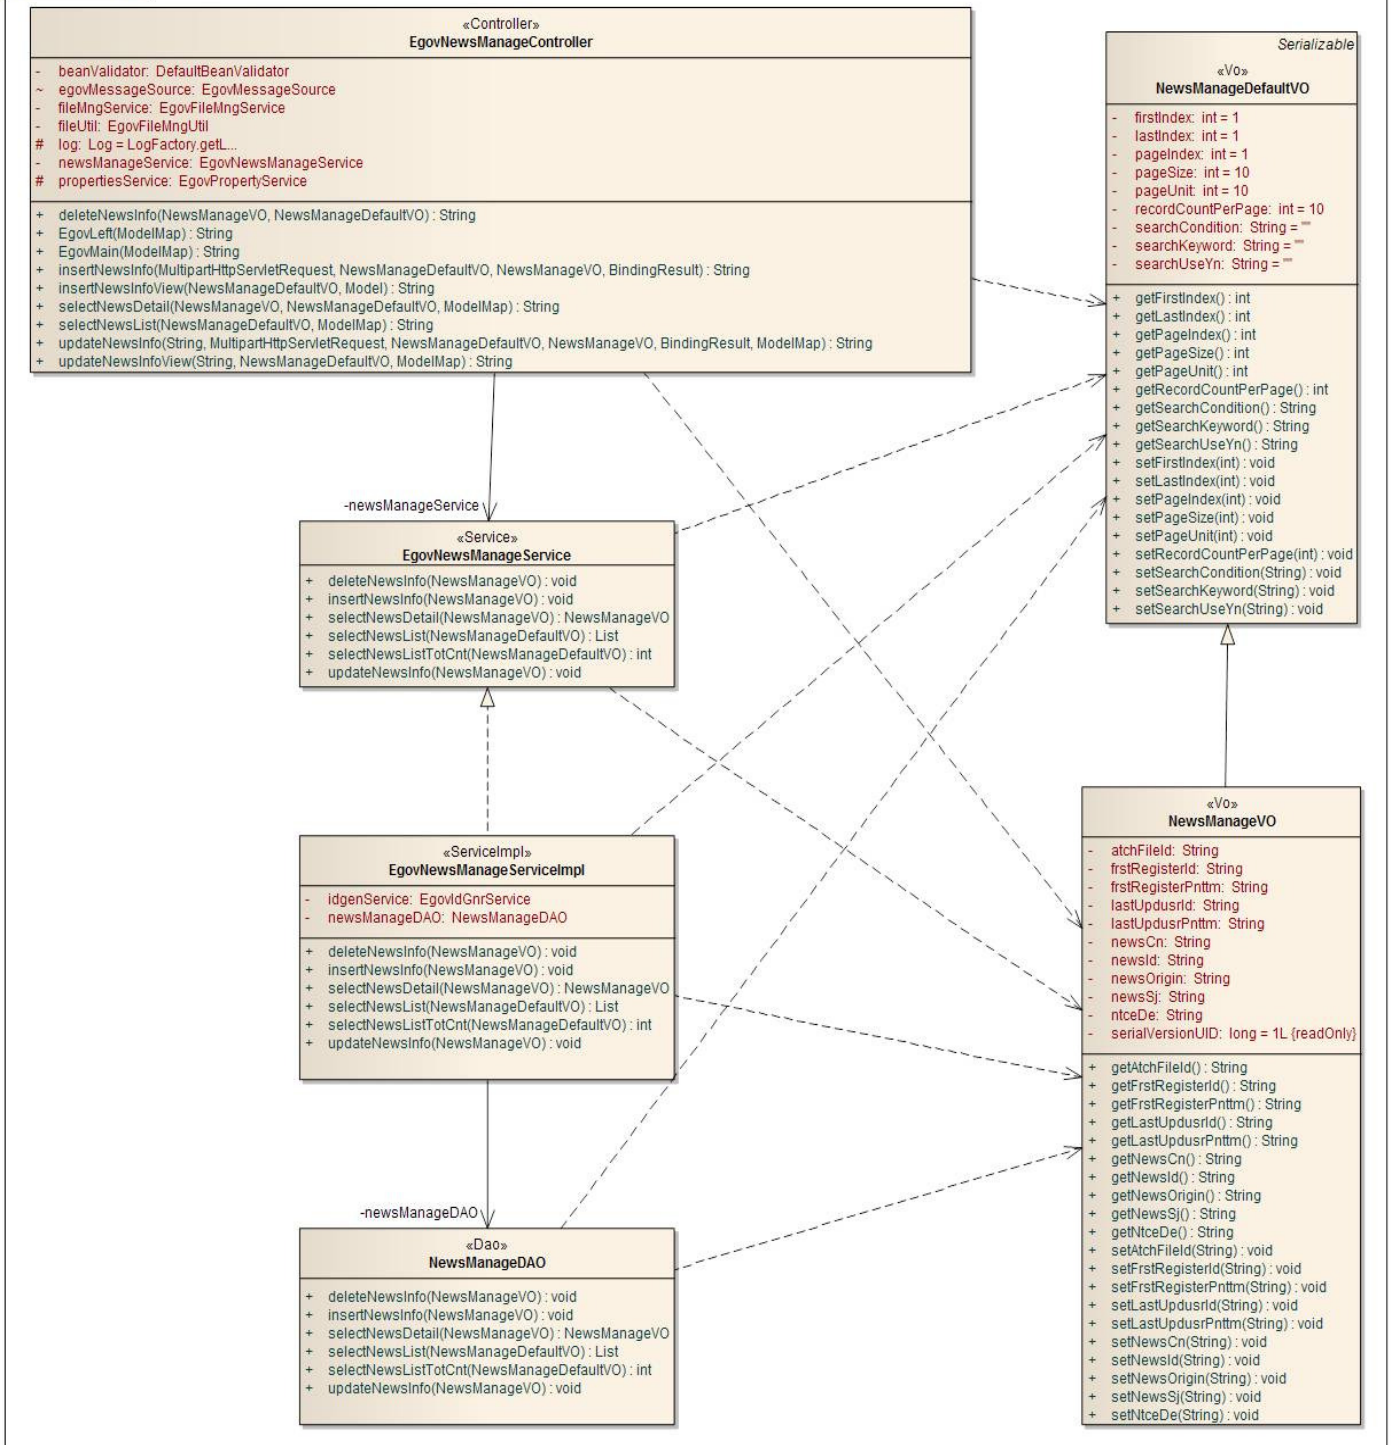 «Controller»
EgovNewsManageController
- beanValidator: DefaultBeanValidator
~ egovMessageSource: EgovMessageSource
- fileMngService: EgovFileMngService
- fileUtil: EgovFileMngUtil
# log: Log = LogFactory.getL...
- newsManageService: EgovNewsManageService
# propertiesService: EgovPropertyService
+ deleteNewsInfo(NewsManageVO, NewsManageDefaultVO) : String
+ EgovLeft(ModelMap) : String
+ EgovMain(ModelMap) : String
+ insertNewsInfo(MultipartHttpServletRequest, NewsManageDefaultVO, NewsManageVO, BindingResult) : String
+ insertNewsInfoView(NewsManageDefaultVO, Model) : String
+ selectNewsDetail(NewsManageVO, NewsManageDefaultVO, ModelMap) : String
+ selectNewsList(NewsManageDefaultVO, ModelMap) : String
+ updateNewsInfo(String, MultipartHttpServletRequest, NewsManageDefaultVO, NewsManageVO, BindingResult, ModelMap) : String
+ updateNewsInfoView(String, NewsManageDefaultVO, ModelMap) : String
Serializable
«Vo»
NewsManageDefaultVO
- firstIndex: int = 1
- lastIndex: int = 1
- pageIndex: int = 1
- pageSize: int = 10
- pageUnit: int = 10
- recordCountPerPage: int = 10
- searchCondition: String = ""
- searchKeyword: String = ""
- searchUseYn: String = ""
+ getFirstIndex() : int
+ getLastIndex() : int
+ getPageIndex() : int
+ getPageSize() : int
+ getPageUnit() : int
+ getRecordCountPerPage() : int
+ getSearchCondition() : String
+ getSearchKeyword() : String
+ getSearchUseYn() : String
+ setFirstIndex(int) : void
+ setLastIndex(int) : void
+ setPageIndex(int) : void
+ setPageSize(int) : void
+ setPageUnit(int) : void
+ setRecordCountPerPage(int) : void
+ setSearchCondition(String) : void
+ setSearchKeyword(String) : void
+ setSearchUseYn(String) : void
-newsManageService
«Service»
EgovNewsManageService
+ deleteNewsInfo(NewsManageVO) : void
+ insertNewsInfo(NewsManageVO) : void
+ selectNewsDetail(NewsManageVO) : NewsManageVO
+ selectNewsList(NewsManageDefaultVO) : List
+ selectNewsListTotCnt(NewsManageDefaultVO) : int
+ updateNewsInfo(NewsManageVO) : void
«ServiceImpl»
EgovNewsManageServiceImpl
- idgenService: EgovIdGnrService
- newsManageDAO: NewsManageDAO
+ deleteNewsInfo(NewsManageVO) : void
+ insertNewsInfo(NewsManageVO) : void
+ selectNewsDetail(NewsManageVO) : NewsManageVO
+ selectNewsList(NewsManageDefaultVO) : List
+ selectNewsListTotCnt(NewsManageDefaultVO) : int
+ updateNewsInfo(NewsManageVO) : void
«Vo»
NewsManageVO
- atchFileId: String
- frstRegisterId: String
- frstRegisterPnttm: String
- lastUpdusrId: String
- lastUpdusrPnttm: String
- newsCn: String
- newsId: String
- newsOrigin: String
- newsSj: String
- ntceDe: String
- serialVersionUID: long = 1L {readOnly}
+ getAtchFileId() : String
+ getFrstRegisterId() : String
+ getFrstRegisterPnttm() : String
+ getLastUpdusrId() : String
+ getLastUpdusrPnttm() : String
+ getNewsCn() : String
+ getNewsId() : String
+ getNewsOrigin() : String
+ getNewsSj() : String
+ getNtceDe() : String
+ setAtchFileId(String) : void
+ setFrstRegisterId(String) : void
+ setFrstRegisterPnttm(String) : void
+ setLastUpdusrId(String) : void
+ setLastUpdusrPnttm(String) : void
+ setNewsCn(String) : void
+ setNewsId(String) : void
+ setNewsOrigin(String) : void
+ setNewsSj(String) : void
+ setNtceDe(String) : void
-newsManageDAO
«Dao»
NewsManageDAO
+ deleteNewsInfo(NewsManageVO) : void
+ insertNewsInfo(NewsManageVO) : void
+ selectNewsDetail(NewsManageVO) : NewsManageVO
+ selectNewsList(NewsManageDefaultVO) : List
+ selectNewsListTotCnt(NewsManageDefaultVO) : int
+ updateNewsInfo(NewsManageVO) : void